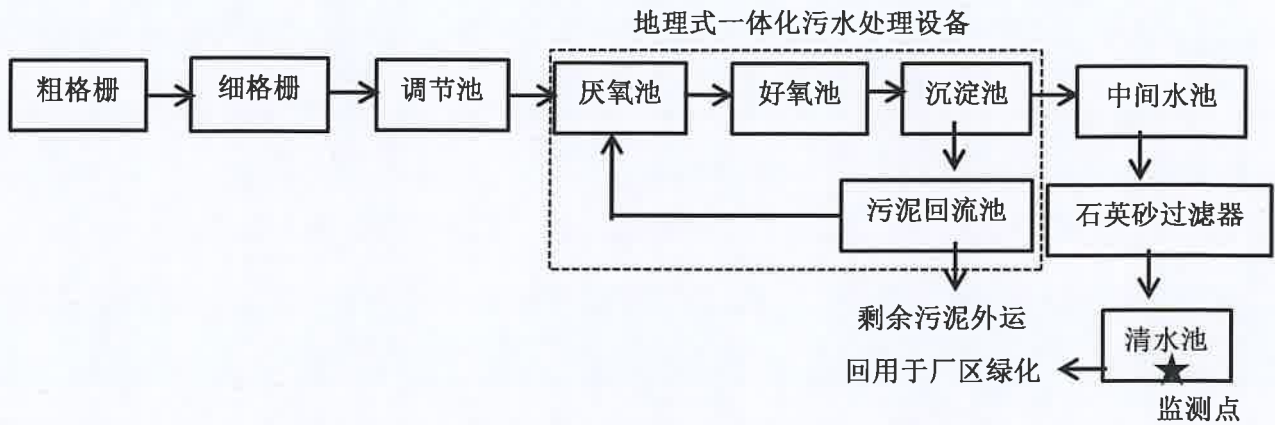 地理式一体化污水处理设备
粗格栅
细格栅
调节池
厌氧池
好氧池
沉淀池
中间水池
污泥回流池
石英砂过滤器
剩余污泥外运
清水池
回用于厂区绿化
监测点